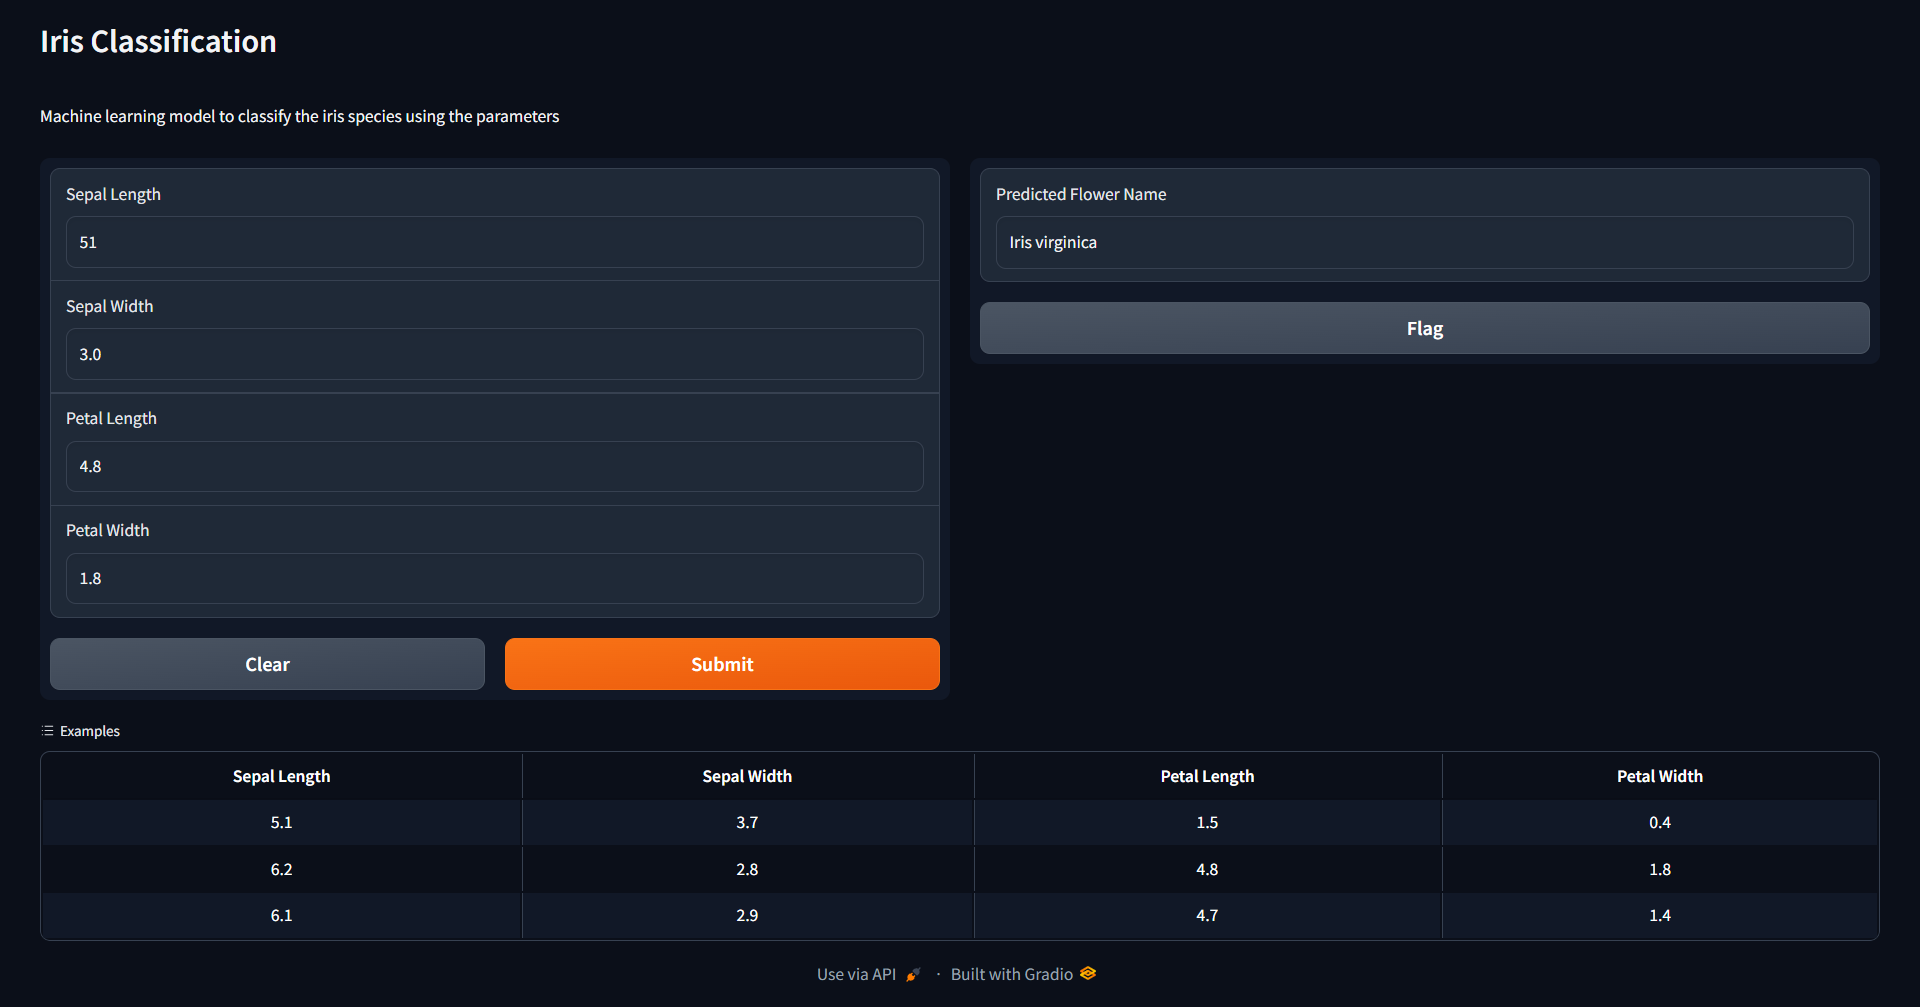 Iris Classification
Machine learning model to classify the iris species using the parameters
Sepal Length
51
Sepal Width
3.0
Petal Length
4.8
Petal Width
1.8
Clear
Submit
Predicted Flower Name
Iris virginica
Flag
Examples
Sepal Length Sepal Width Petal Length Petal Width
5.1 3.7 1.5 0.4
6.2 2.8 4.8 1.8
6.1 2.9 4.7 1.4
Use via API · Built with Gradio